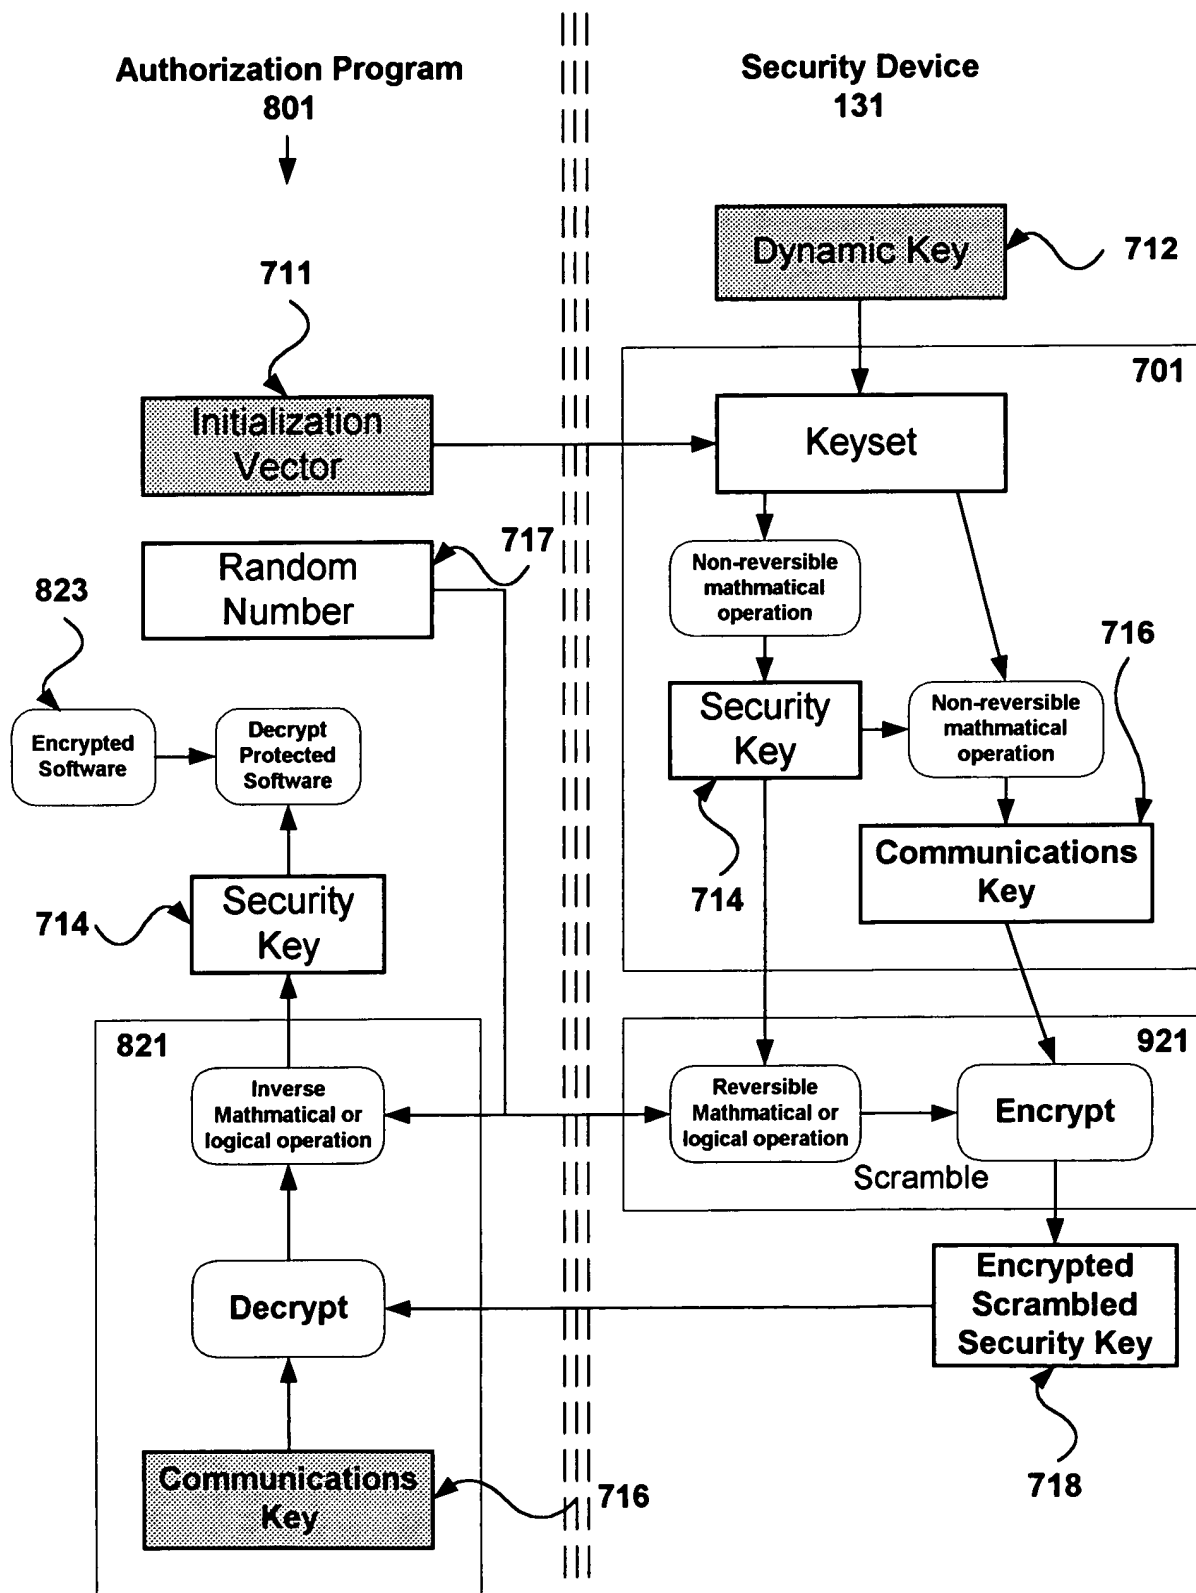 Authorization Program
801
Security Device
131
Dynamic Key
712
711
701
Initialization
Vector
Keyset
717
Random
Number
Non-reversible
mathmatical
operation
823
716
Encrypted
Software
Decrypt
Protected
Software
Security
Key
Non-reversible
mathmatical
operation
Communications
Key
714
Security
Key
714
821
921
Inverse
Mathmatical or
logical operation
Reversible
Mathmatical or
logical operation
Encrypt
Scramble
Decrypt
Encrypted
Scrambled
Security Key
Communications
Key
716
718